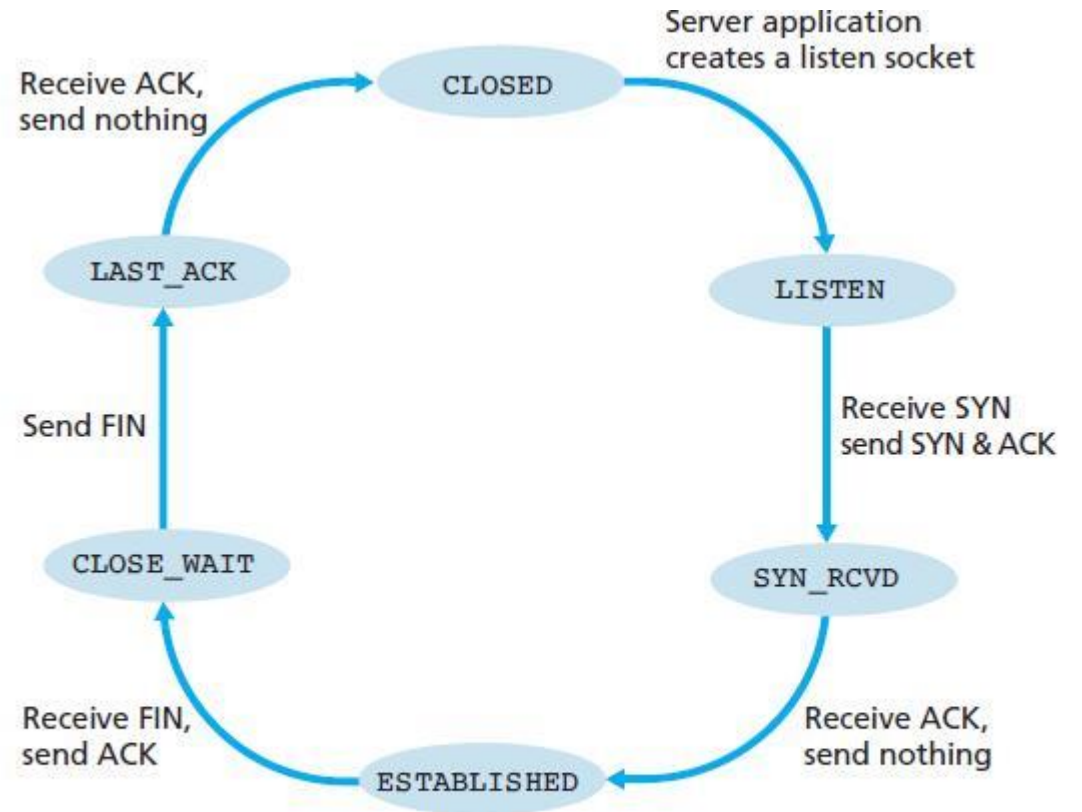 Server application
creates a listen socket
Receive ACK,
send nothing
CLOSED
LAST_ACK
LISTEN
Receive SYN
send SYN & ACK
Send FIN
CLOSE_WAIT
SYN_RCVD
Receive FIN,
send ACK
Receive ACK,
send nothing
ESTABLISHED